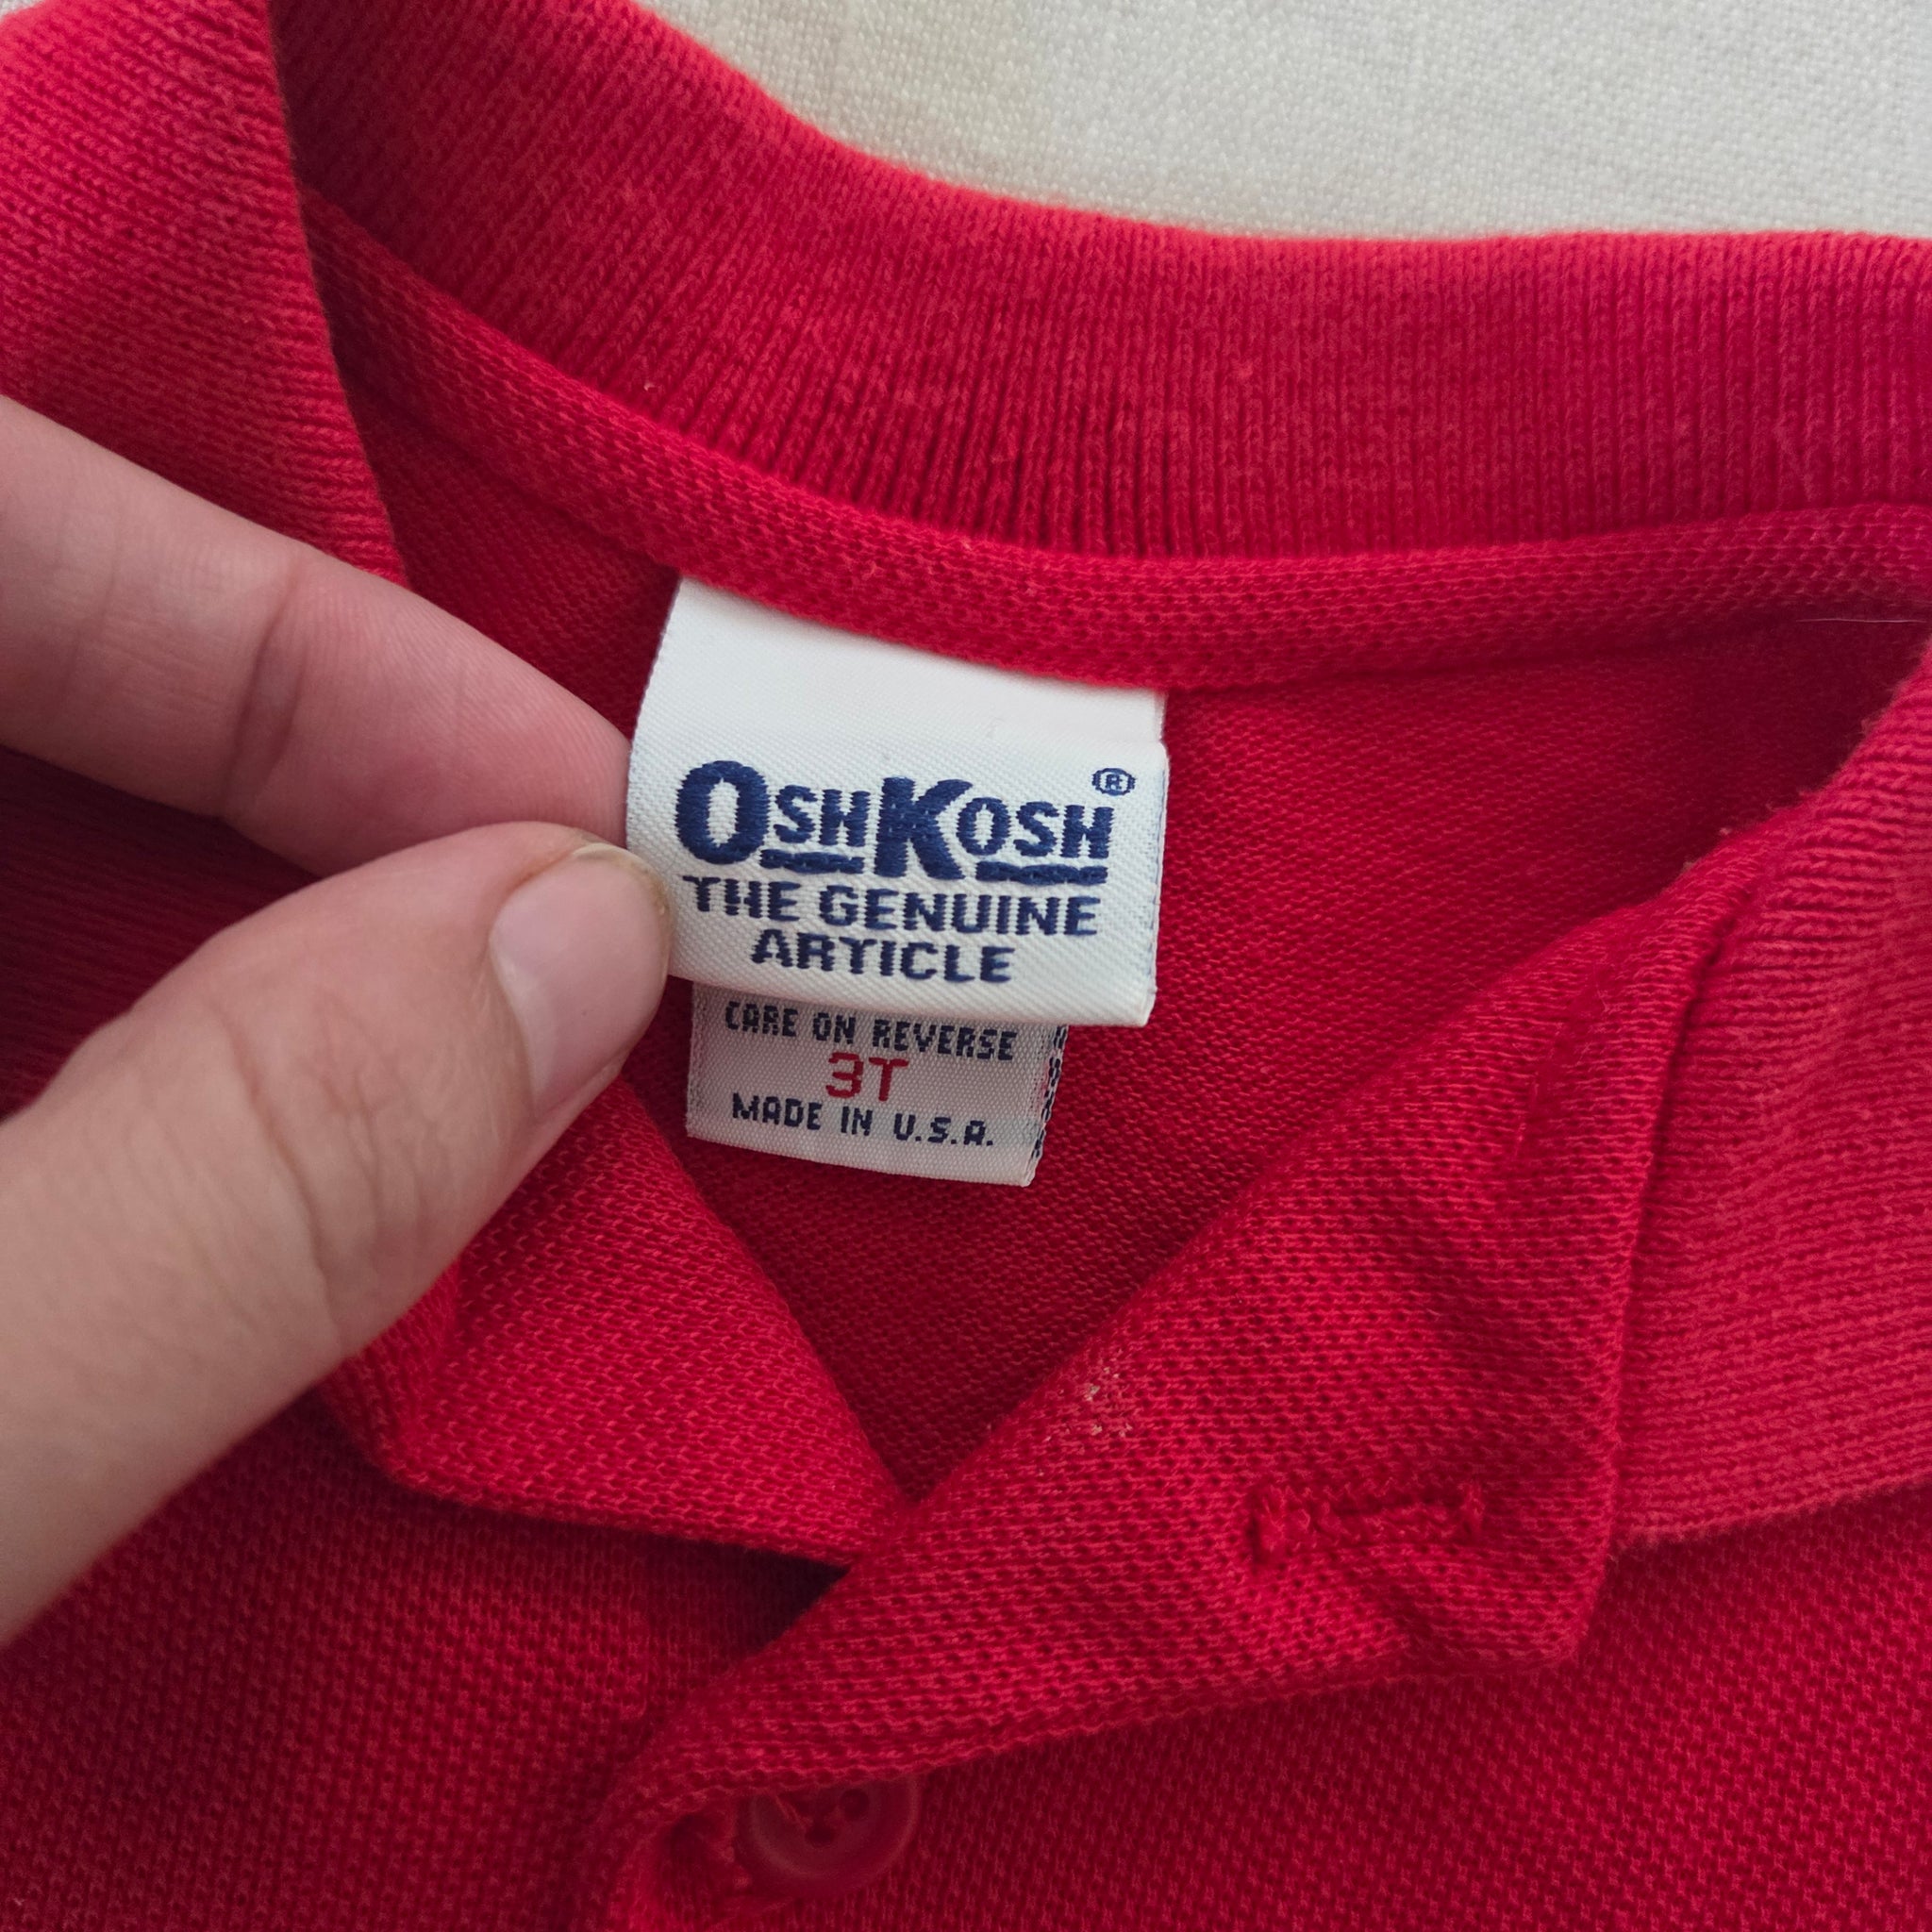 OSHKOSH®
THE GENUINE
ARTICLE
CARE ON REVERSE
3T
MADE IN U.S.A.